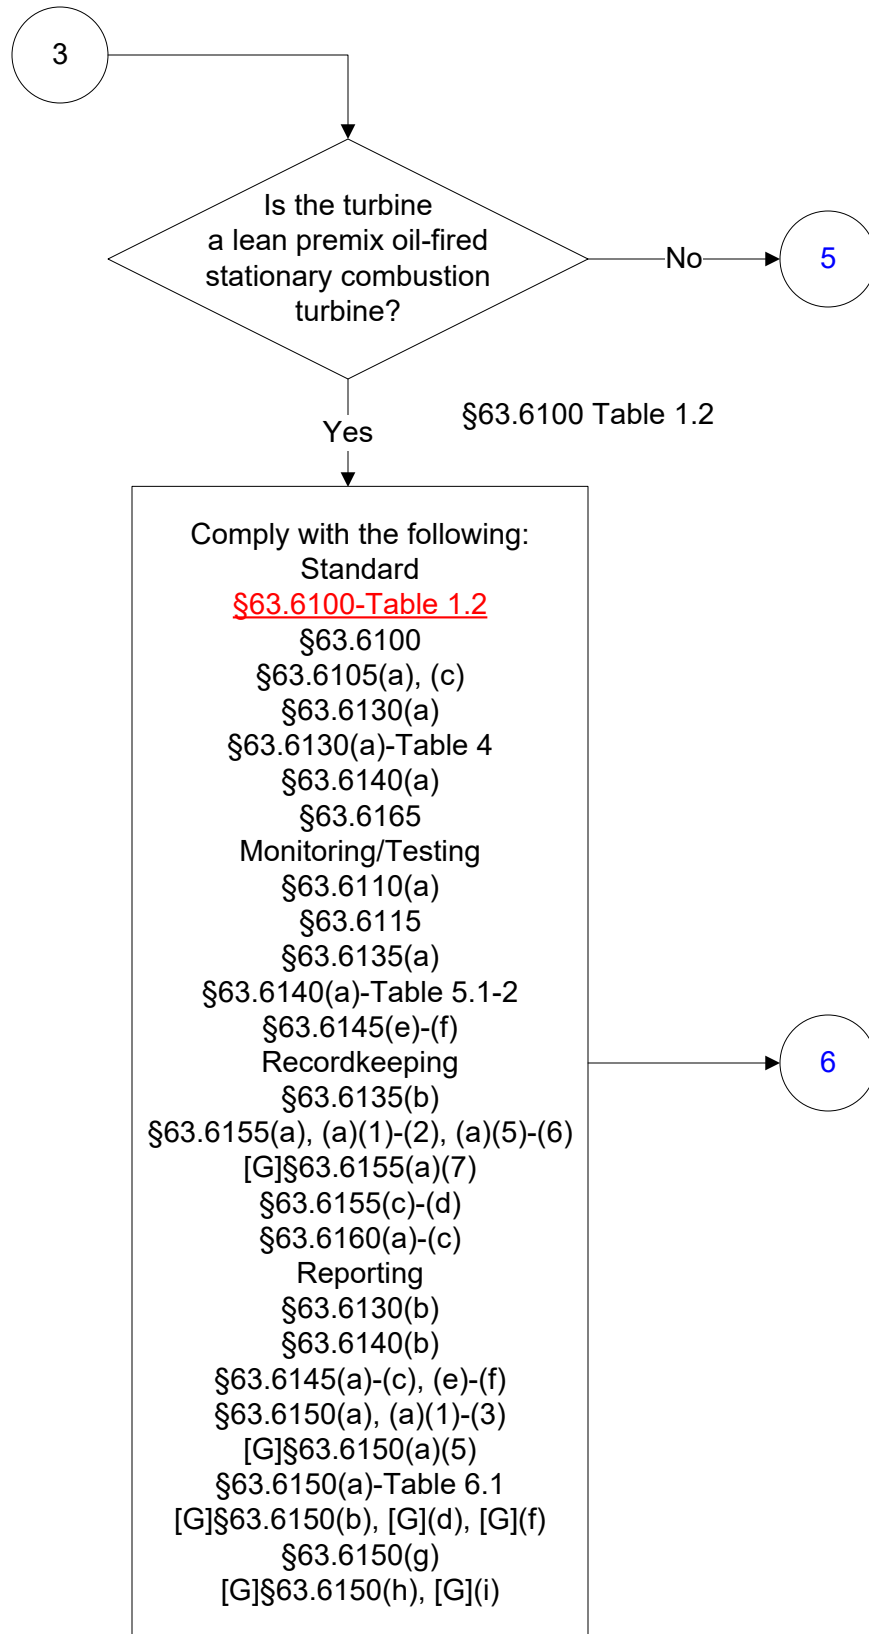 3
Is the turbine
a lean premix oil-fired
stationary combustion
turbine?
No
5
Yes
§63.6100 Table 1.2
Comply with the following:
Standard
§63.6100-Table 1.2
§63.6100
§63.6105(a), (c)
§63.6130(a)
§63.6130(a)-Table 4
§63.6140(a)
§63.6165
Monitoring/Testing
§63.6110(a)
§63.6115
§63.6135(a)
§63.6140(a)-Table 5.1-2
§63.6145(e)-(f)
Recordkeeping
§63.6135(b)
§63.6155(a), (a)(1)-(2), (a)(5)-(6)
[G]§63.6155(a)(7)
§63.6155(c)-(d)
§63.6160(a)-(c)
Reporting
§63.6130(b)
§63.6140(b)
§63.6145(a)-(c), (e)-(f)
§63.6150(a), (a)(1)-(3)
[G]§63.6150(a)(5)
§63.6150(a)-Table 6.1
[G]§63.6150(b), [G](d), [G](f)
§63.6150(g)
[G]§63.6150(h), [G](i)
6